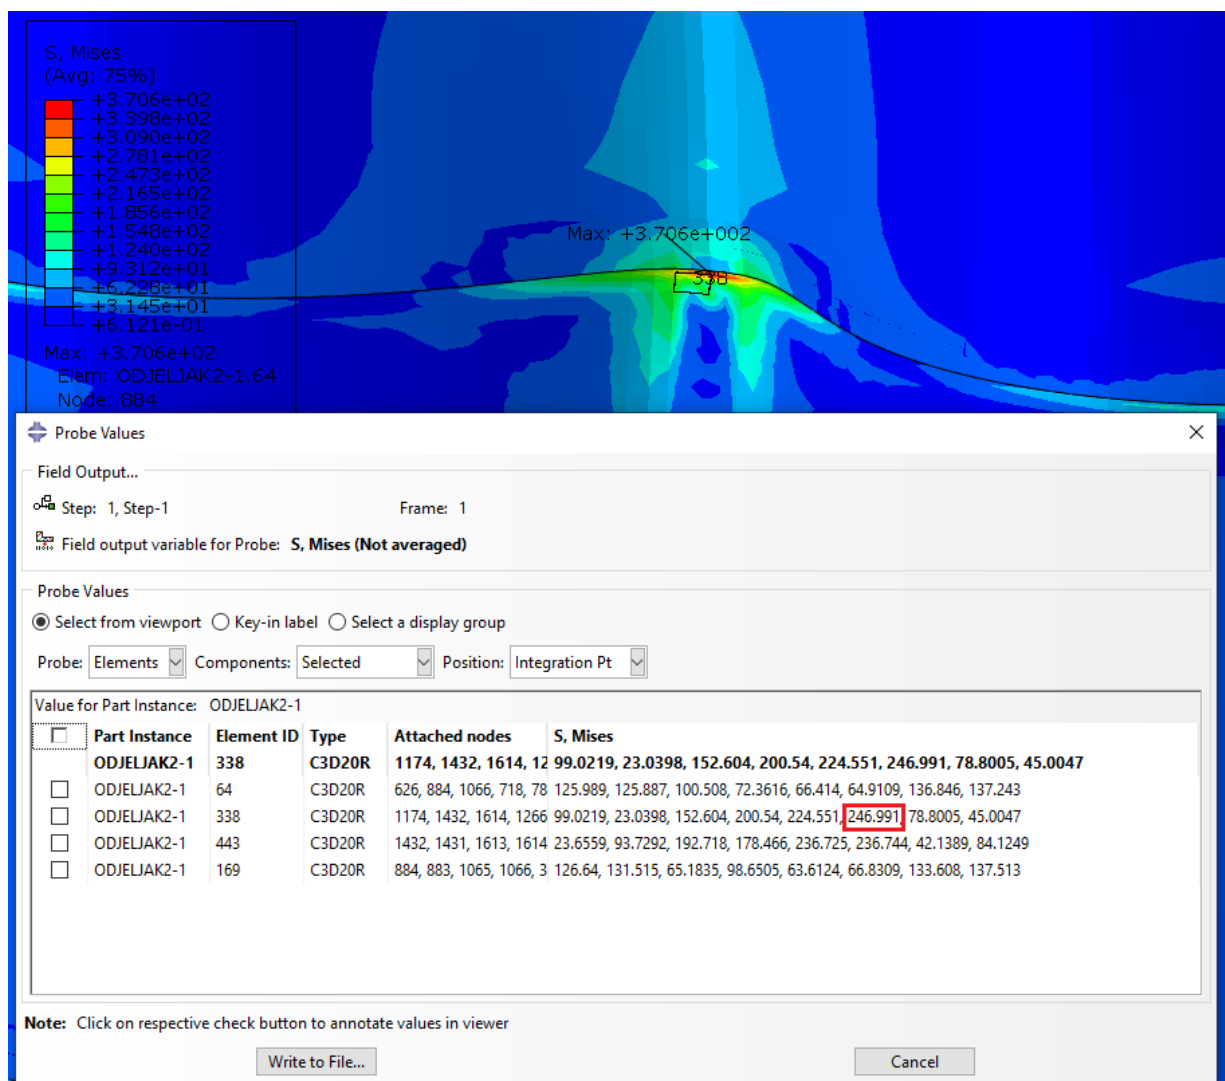 S, Mises
(Avg: 75%)
+3.706e+02
+3.398e+02
+3.090e+02
+2.781e+02
+2.473e+02
+2.165e+02
+1.856e+02
+1.548e+02
+1.240e+02
+9.312e+01
+6.228e+01
+3.145e+01
+6.121e-01
Max: +3.706e+02
Elem: ODJELJAK2-1.64
Node: 884
Max: +3.706e+002
338
Probe Values
Field Output...
Step: 1, Step-1 Frame: 1
Field output variable for Probe: S, Mises (Not averaged)
Probe Values
Select from viewport Key-in label Select a display group
Probe: Elements Components: Selected Position: Integration Pt
Value for Part Instance: ODJELJAK2-1
Part Instance Element ID Type Attached nodes S, Mises
ODJELJAK2-1 338 C3D20R 1174, 1432, 1614, 12 99.0219, 23.0398, 152.604, 200.54, 224.551, 246.991, 78.8005, 45.0047
ODJELJAK2-1 64 C3D20R 626, 884, 1066, 718, 78 125.989, 125.887, 100.508, 72.3616, 66.414, 64.9109, 136.846, 137.243
ODJELJAK2-1 338 C3D20R 1174, 1432, 1614, 1266 99.0219, 23.0398, 152.604, 200.54, 224.551, 246.991, 78.8005, 45.0047
ODJELJAK2-1 443 C3D20R 1432, 1431, 1613, 1614 23.6559, 93.7292, 192.718, 178.466, 236.725, 236.744, 42.1389, 84.1249
ODJELJAK2-1 169 C3D20R 884, 883, 1065, 1066, 3 126.64, 131.515, 65.1835, 98.6505, 63.6124, 66.8309, 133.608, 137.513
Note: Click on respective check button to annotate values in viewer
Write to File... Cancel